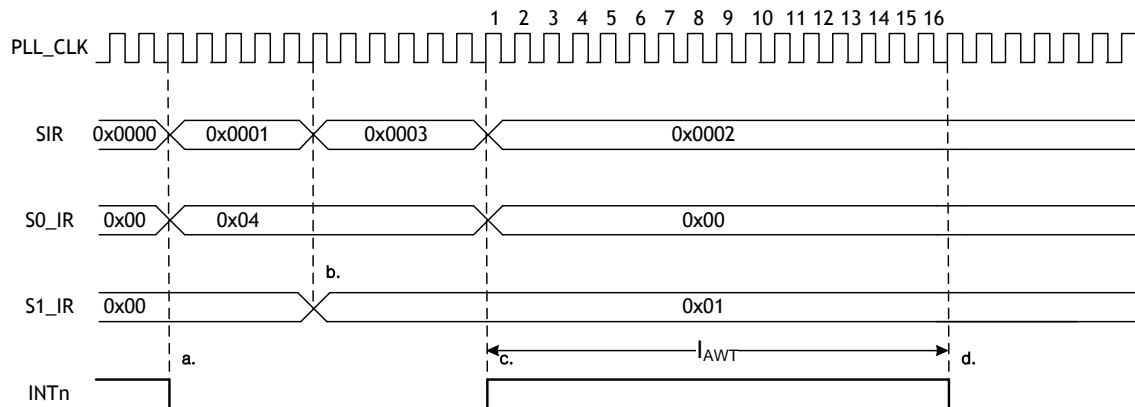 1 2 3 4 5 6 7 8 9 10 11 12 13 14 15 16
PLL_CLK
SIR 0x0000 0x0001 0x0003 0x0002
S0_IR 0x00 0x04 0x00
b.
S1_IR 0x00 0x01
a. c. IAWT d.
INTn